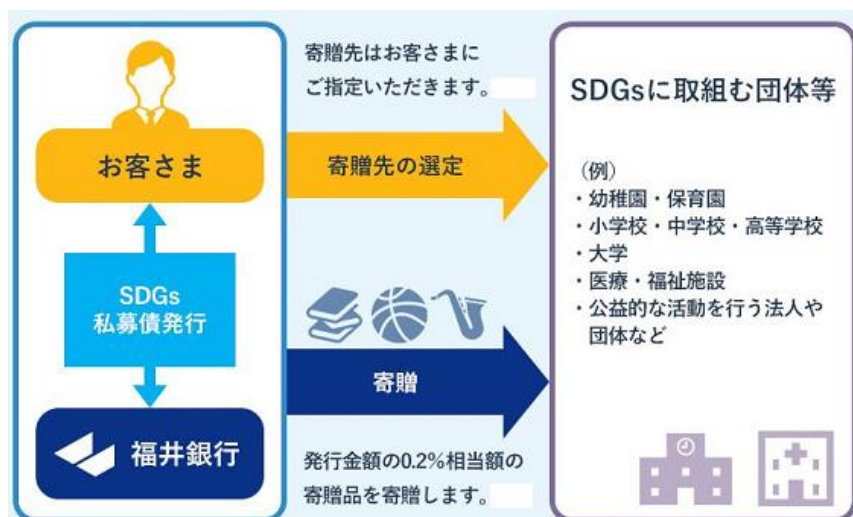 お客さま
SDGs
私募債発行
福井銀行
寄贈先はお客さまに
ご指定いただきます。
寄贈先の選定
寄贈
発行金額の0.2%相当額の
寄贈品を寄贈します。
SDGsに取組む団体等
（例）
・幼稚園・保育園
・小学校・中学校・高等学校
・大学
・医療・福祉施設
・公益的な活動を行う法人や
団体など